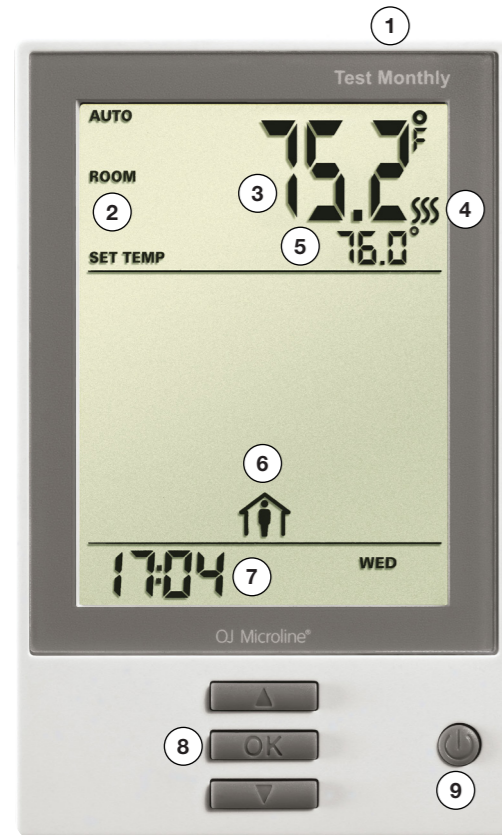 1
Test Monthly
AUTO
75.2°F
ROOM
2
3
4
5
SET TEMP
76.0°
6
17:04
7
WED
OJ Microline®
8
OK
9